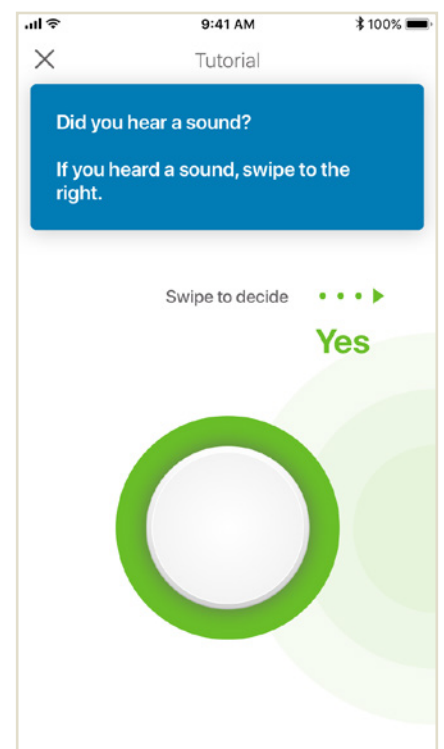 9:41 AM 100%
Tutorial
Did you hear a sound?
If you heard a sound, swipe to the
right.
Swipe to decide
Yes